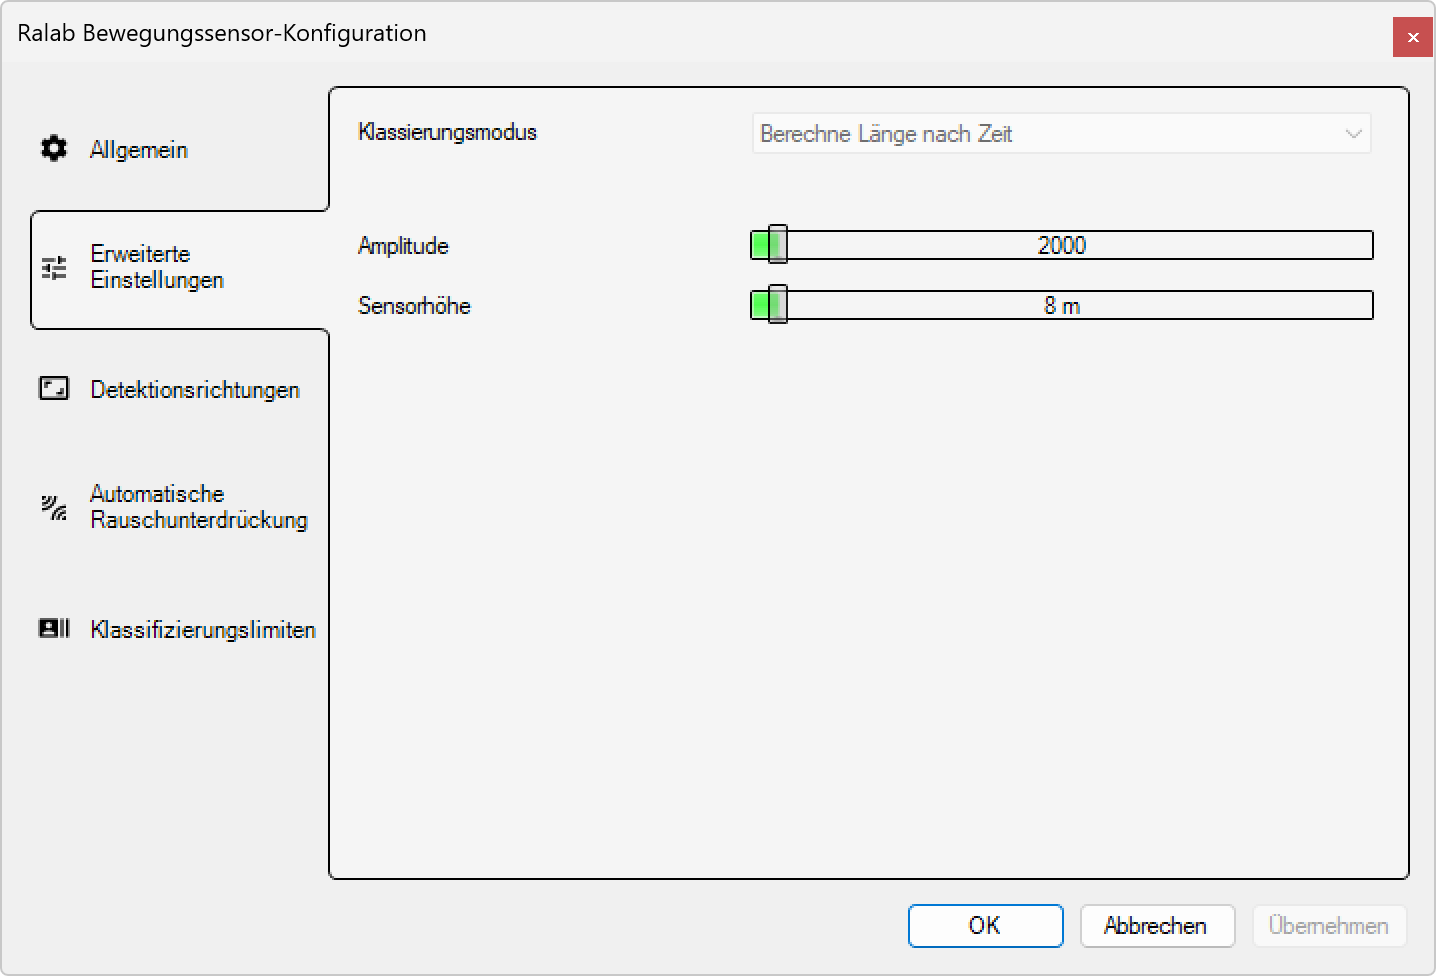 Ralab Bewegungssensor-Konfiguration
Allgemein
Erweiterte
Einstellungen
Detektionsrichtungen
Automatische
Rauschunterdrückung
Klassifizierungslimiten
Klassierungsmodus
Berechne Länge nach Zeit
Amplitude
2000
Sensorhöhe
8 m
OK
Abbrechen
Übernehmen